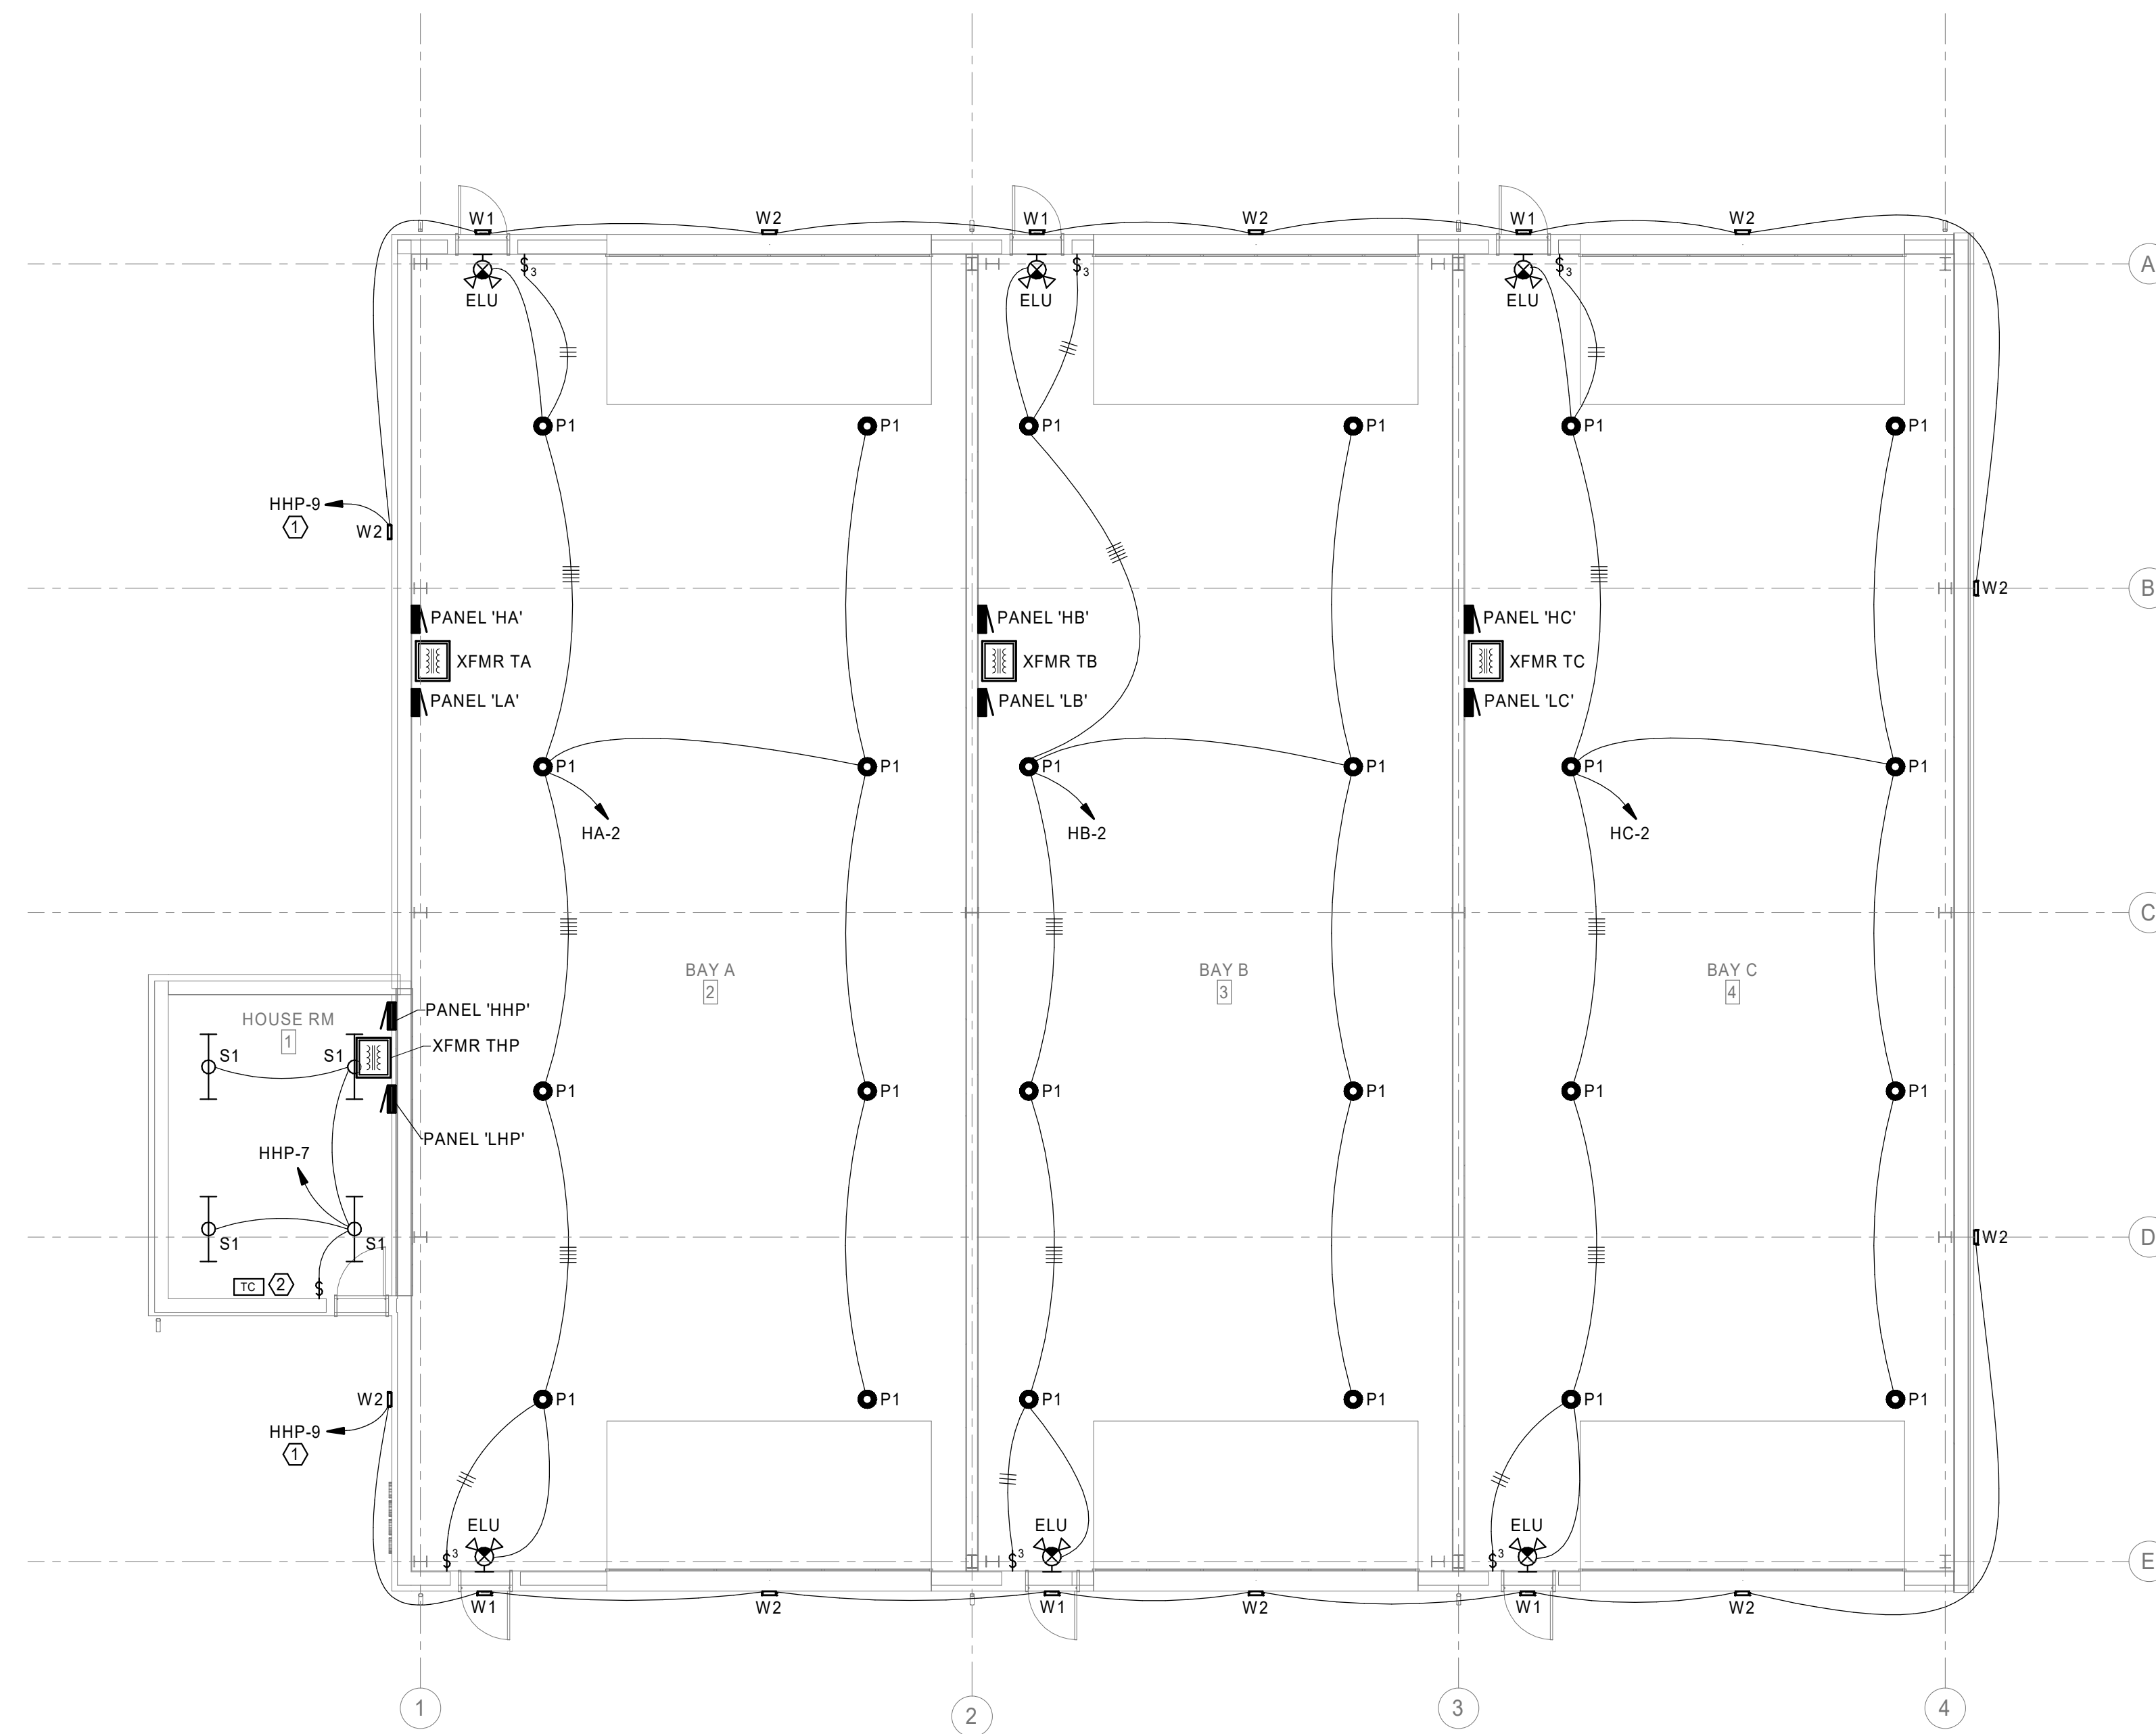 W1 W2 W1 W2 W1 W2
$3 $3 $3
A
ELU ELU ELU
P1 P1 P1 P1 P1 P1
HHP-9
1
W2
B
W2
PANEL 'HA' PANEL 'HB' PANEL 'HC'
XFMR TA XFMR TB XFMR TC
PANEL 'LA' PANEL 'LB' PANEL 'LC'
P1 P1 P1 P1 P1 P1
HA-2 HB-2 HC-2
C
BAY A BAY B BAY C
2 3 4
PANEL 'HHP'
HOUSE RM
1
XFMR THP
S1 S1
P1 P1 P1 P1 P1 P1
PANEL 'LHP'
HHP-7
D
W2
S1 S1
TC 2 $
W2
P1 P1 P1 P1 P1 P1
HHP-9
1
ELU ELU ELU
$3 $3 $3
E
W1 W2 W1 W2 W1 W2
1 2 3 4